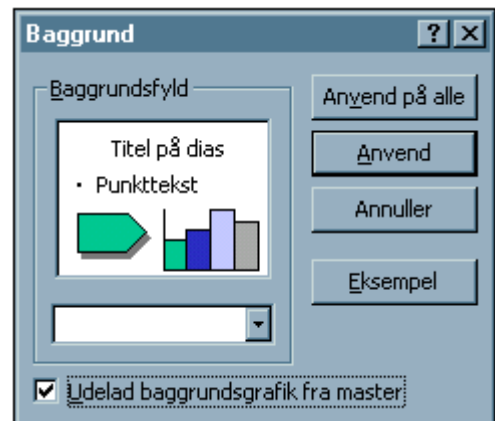 Baggrund
Baggrundsfyld
Titel på dias
• Punkttekst
Anvend på alle
Anvend
Annuller
Eksempel
Udelad baggrundsgrafik fra master